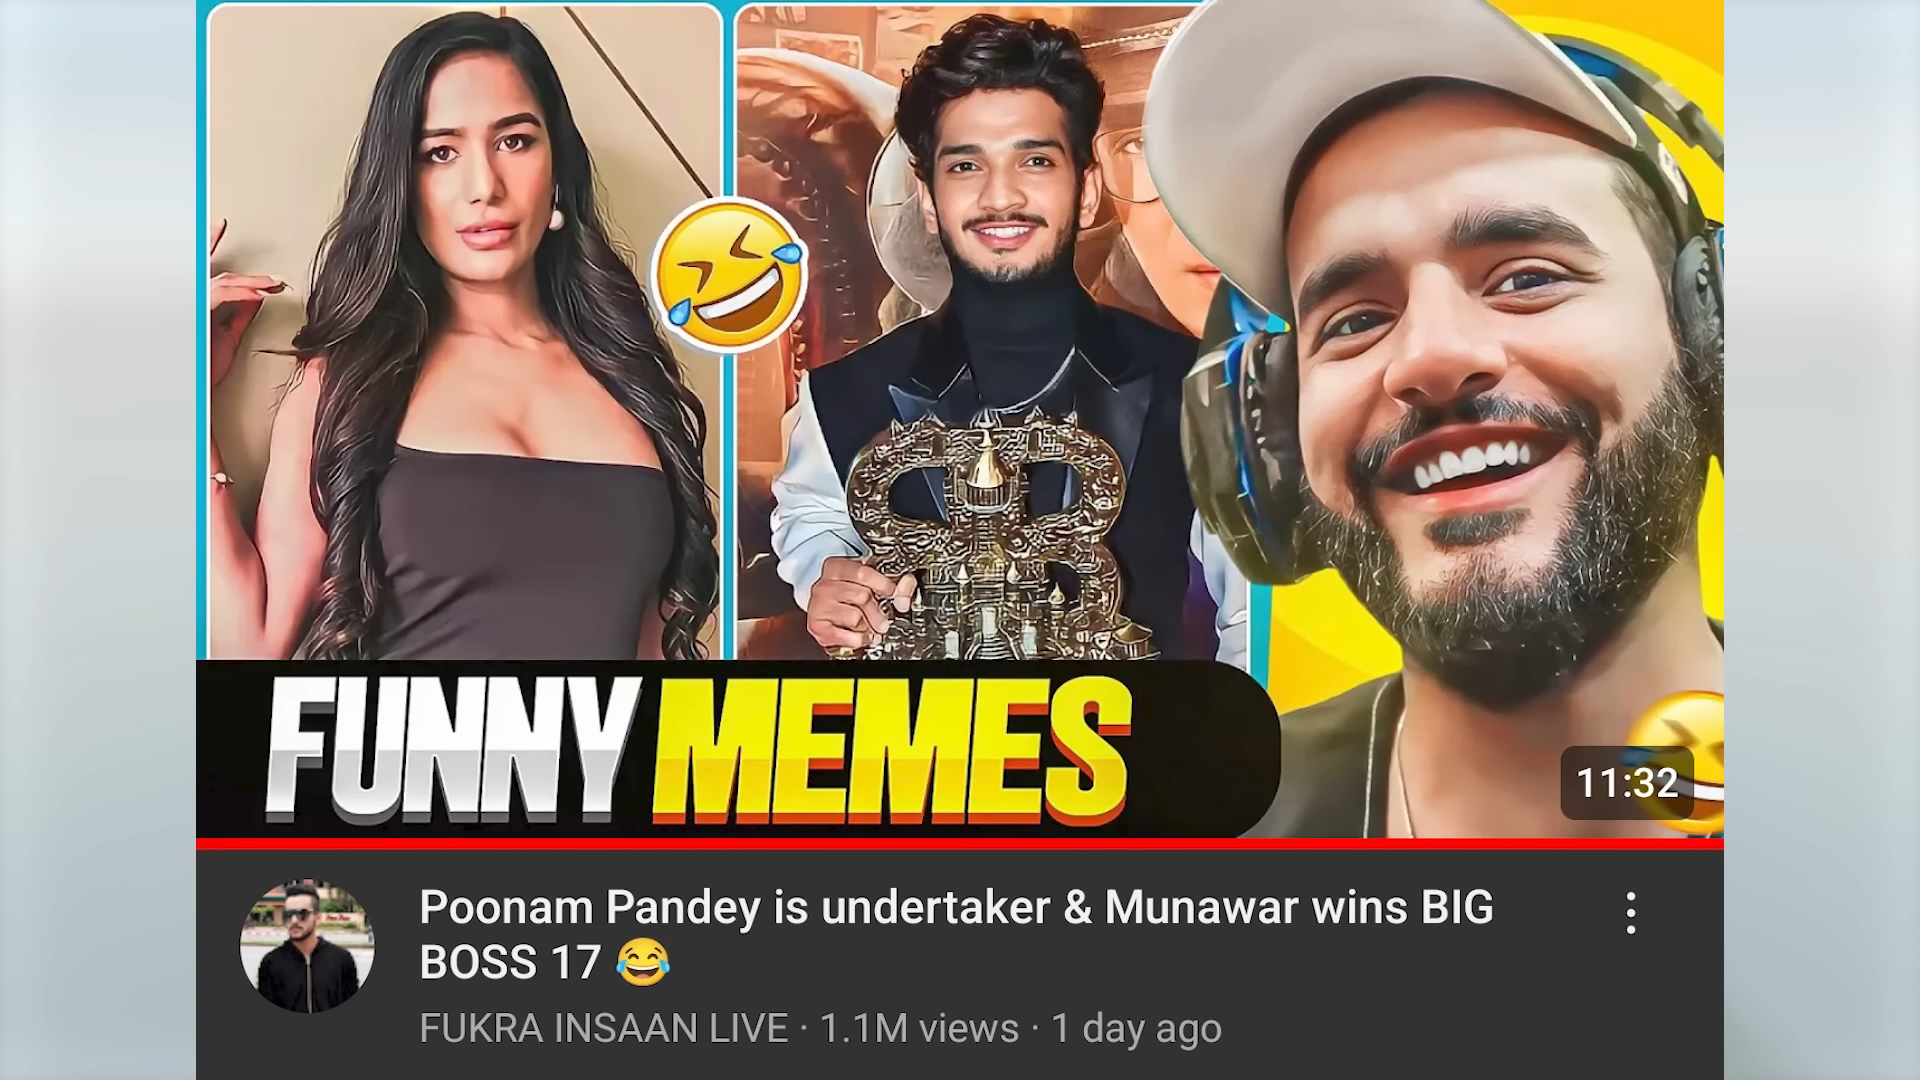 FUNNY MEMES
11:32
Poonam Pandey is undertaker & Munawar wins BIG
BOSS 17 😂
FUKRA INSAAN LIVE · 1.1M views · 1 day ago